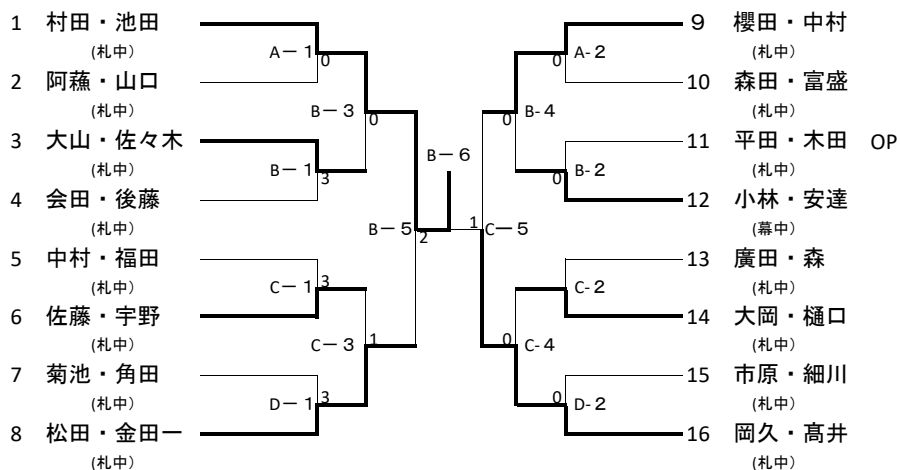 1 村田・池田
(札中)
A－1
0
2 阿蘓・山口
(札中)
B－3
0
3 大山・佐々木
(札中)
B－1
3
4 会田・後藤
(札中)
B－5
2
5 中村・福田
(札中)
C－1
3
6 佐藤・宇野
(札中)
C－3
1
7 菊池・角田
(札中)
D－1
3
8 松田・金田一
(札中)
B－6
9 櫻田・中村
(札中)
0
A-2
10 森田・富盛
(札中)
0
B-4
11 平田・木田 OP
(札中)
0
B-2
12 小林・安達
(幕中)
1
C－5
13 廣田・森
(札中)
C-2
14 大岡・樋口
(札中)
0
C-4
15 市原・細川
(札中)
0
D-2
16 岡久・髙井
(札中)